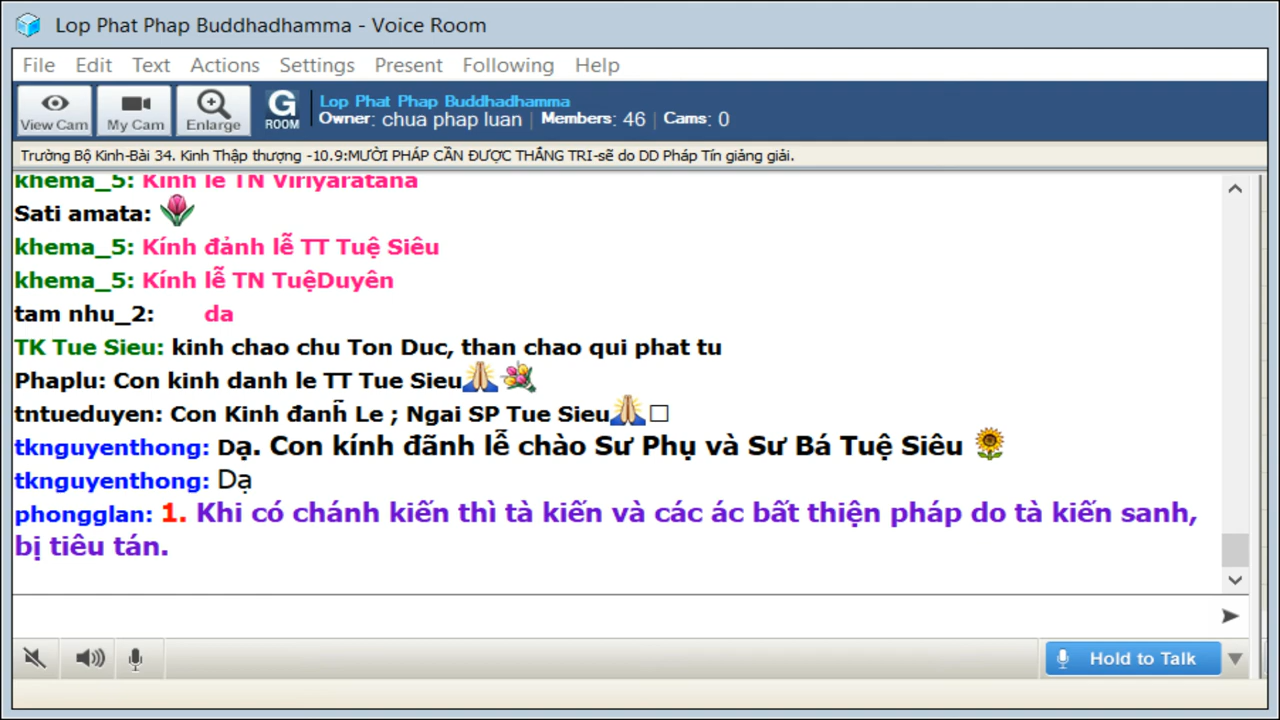 Lop Phat Phap Buddhadhamma - Voice Room
File Edit Text Actions Settings Present Following Help
View Cam My Cam Enlarge G ROOM Lop Phat Phap Buddhadhamma
Owner: chua phap luan | Members: 46 | Cams: 0
Trường Bộ Kinh-Bài 34. Kinh Thập thượng -10.9:MƯỜI PHÁP CẦN ĐƯỢC THẮNG TRI-sẽ do DD Pháp Tín giảng giải.
khema_5: Kính lễ TN Viriyaratana
Sati amata:
khema_5: Kính đảnh lễ TT Tuệ Siêu
khema_5: Kính lễ TN TuệDuyên
tam nhu_2: da
TK Tue Sieu: kinh chao chu Ton Duc, than chao qui phat tu
Phaplu: Con kinh danh le TT Tue Sieu
tntueduyen: Con Kinh đanh̉ Le ; Ngai SP Tue Sieu
tknguyenthong: Dạ. Con kính đãnh lễ chào Sư Phụ và Sư Bá Tuệ Siêu
tknguyenthong: Dạ
phongglan: 1. Khi có chánh kiến thì tà kiến và các ác bất thiện pháp do tà kiến sanh,
bị tiêu tán.
Hold to Talk